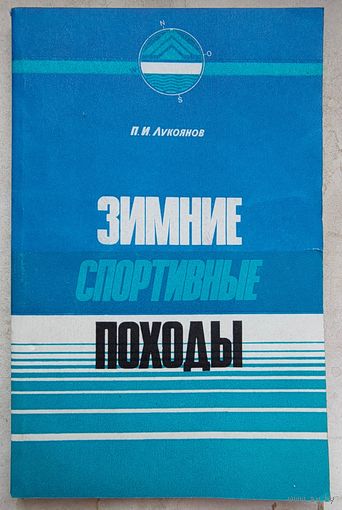 N
W O
S
П. И. Лукоянов
ЗИМНИЕ
СПОРТИВНЫЕ
ПОХОДЫ